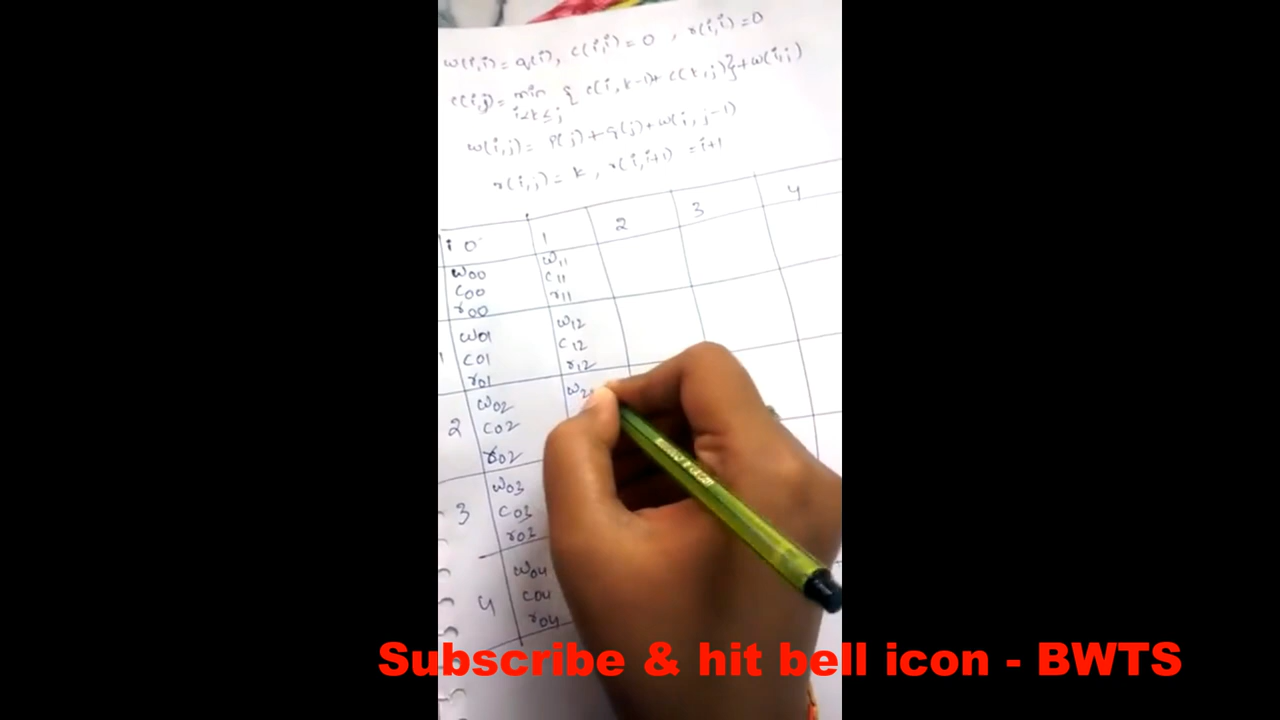 w(i,i) = q(i), c(i,i) = 0, r(i,i) = 0
c(i,j) = min { c(i,k-1) + c(k,j) } + w(i,j)
i<k≤j
w(i,j) = p(j) + q(j) + w(i,j-1)
r(i,j) = k, r(i,i+1) = i+1
i 0 1 2 3 4
w00 w11
c00 c11
r00 r11
w01 w12
1 c01 c12
r01 r12
w02 w2
2 c02
r02
w03
3 c03
r02
w04
4 c04
r04
Subscribe & hit bell icon - BWTS